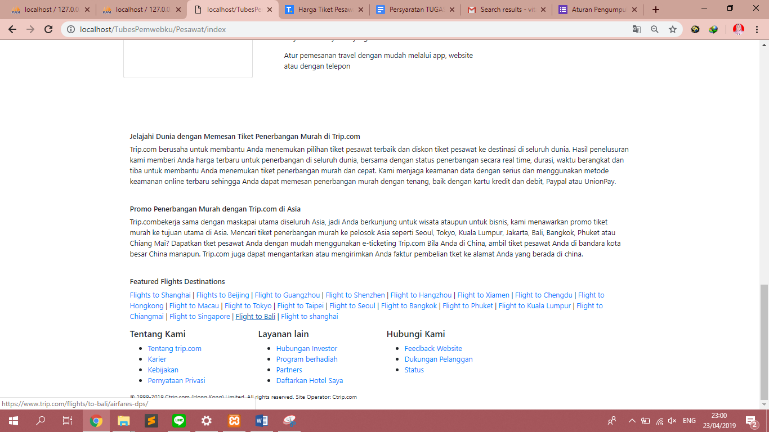 localhost / 127.0.0
localhost / 127.0.0
localhost/TubesPe
Harga Tiket Pesaw
Persyaratan TUGA
Search results - vi
Aturan Pengumpu
localhost/TubesPemwebku/Pesawat/index
Atur pemesanan travel dengan mudah melalui app, website
atau dengan telepon
Jelajahi Dunia dengan Memesan Tiket Penerbangan Murah di Trip.com
Trip.com berusaha untuk membantu Anda menemukan pilihan tiket pesawat terbaik dan diskon tiket pesawat ke destinasi di seluruh dunia. Hasil penelusuran
kami memberi Anda harga terbaru untuk penerbangan di seluruh dunia, bersama dengan status penerbangan secara real time, durasi, waktu berangkat dan
tiba untuk membantu Anda menemukan tiket penerbangan murah dan cepat. Kami menjaga keamanan data dengan serius dan menggunakan metode
keamanan online terbaru sehingga Anda dapat memesan penerbangan murah dengan tenang, baik dengan kartu kredit dan debit, Paypal atau UnionPay.
Promo Penerbangan Murah dengan Trip.com di Asia
Trip.combekerja sama dengan maskapai utama diseluruh Asia, jadi Anda berkunjung untuk wisata ataupun untuk bisnis, kami menawarkan promo tiket
murah ke tujuan utama di Asia. Mencari tiket penerbangan murah ke pelosok Asia seperti Seoul, Tokyo, Kuala Lumpur, Jakarta, Bali, Bangkok, Phuket atau
Chiang Mai? Dapatkan tiket pesawat Anda dengan mudah menggunakan e-ticketing Trip.com Bila Anda di China, ambil tiket pesawat Anda di bandara kota
besar China manapun. Trip.com juga dapat mengantarkan atau mengirimkan Anda faktur pembelian tiket ke alamat Anda yang berada di china.
Featured Flights Destinations
Flights to Shanghai | Flights to Beijing | Flight to Guangzhou | Flight to Shenzhen | Flight to Hangzhou | Flight to Xiamen | Flight to Chengdu | Flight to
Hongkong | Flight to Macau | Flight to Tokyo | Flight to Taipei | Flight to Seoul | Flight to Bangkok | Flight to Phuket | Flight to Kuala Lumpur | Flight to
Chiangmai | Flight to Singapore | Flight to Bali | Flight to shanghai
Tentang Kami
Tentang trip.com
Karier
Kebijakan
Pernyataan Privasi
Layanan lain
Hubungan Investor
Program berhadiah
Partners
Daftarkan Hotel Saya
Hubungi Kami
Feedback Website
Dukungan Pelanggan
Status
Ctrip.com (Hong Kong) Limited. All rights reserved. Site Operator: Ctrip.com
https://www.trip.com/flights/to-bali/airfares-dps/
ENG
23:00
23/04/2019
2